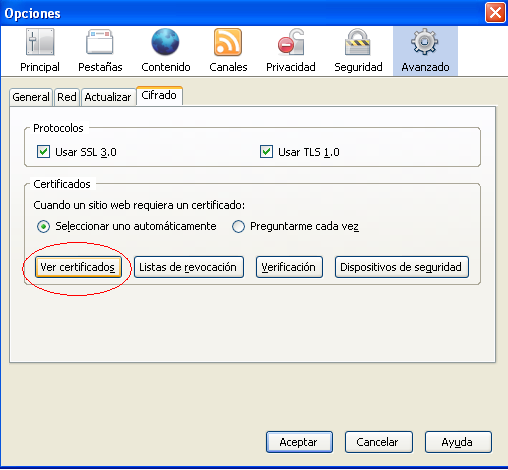 Opciones
Principal Pestañas Contenido Canales Privacidad Seguridad Avanzado
General Red Actualizar Cifrado
Protocolos
Usar SSL 3.0 Usar TLS 1.0
Certificados
Cuando un sitio web requiera un certificado:
Seleccionar uno automáticamente Preguntarme cada vez
Ver certificados Listas de revocación Verificación Dispositivos de seguridad
Aceptar Cancelar Ayuda